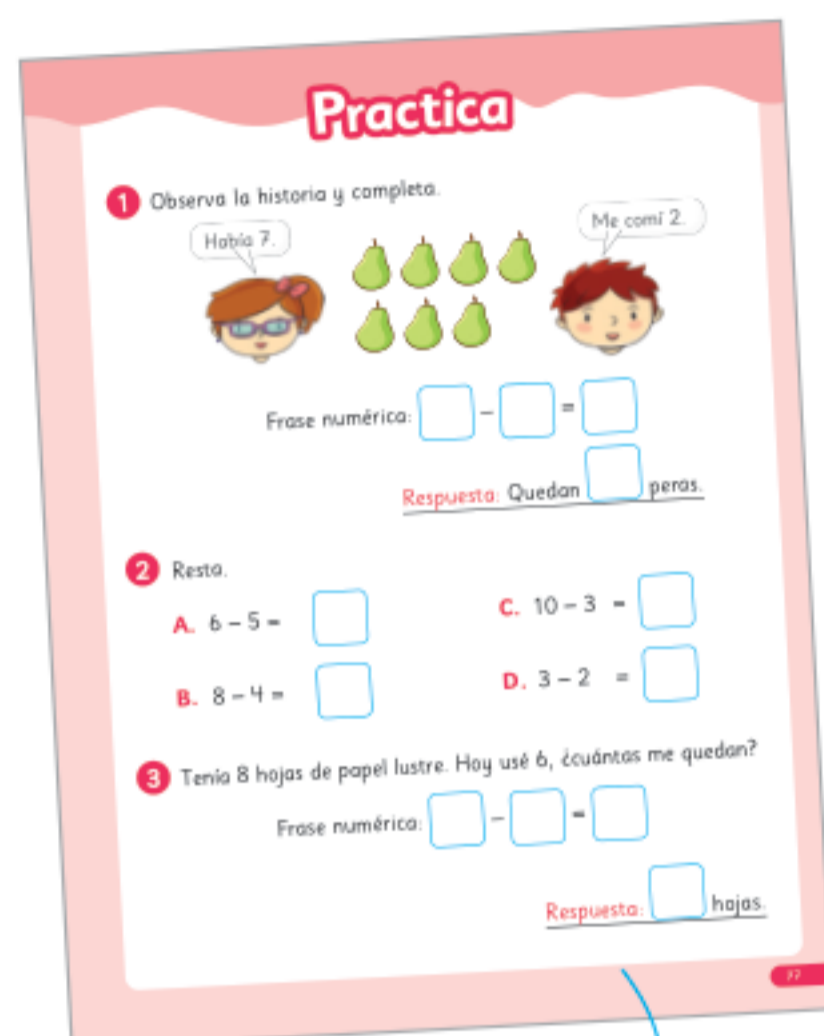 Practica
1 Observa la historia y completa.
Había 7.
Me comí 2.
Frase numérica: − =
Respuesta: Quedan peras.
2 Resta.
A. 6 − 5 =
C. 10 − 3 =
B. 8 − 4 =
D. 3 − 2 =
3 Tenía 8 hojas de papel lustre. Hoy usé 6, ¿cuántas me quedan?
Frase numérica: − =
Respuesta: hojas.